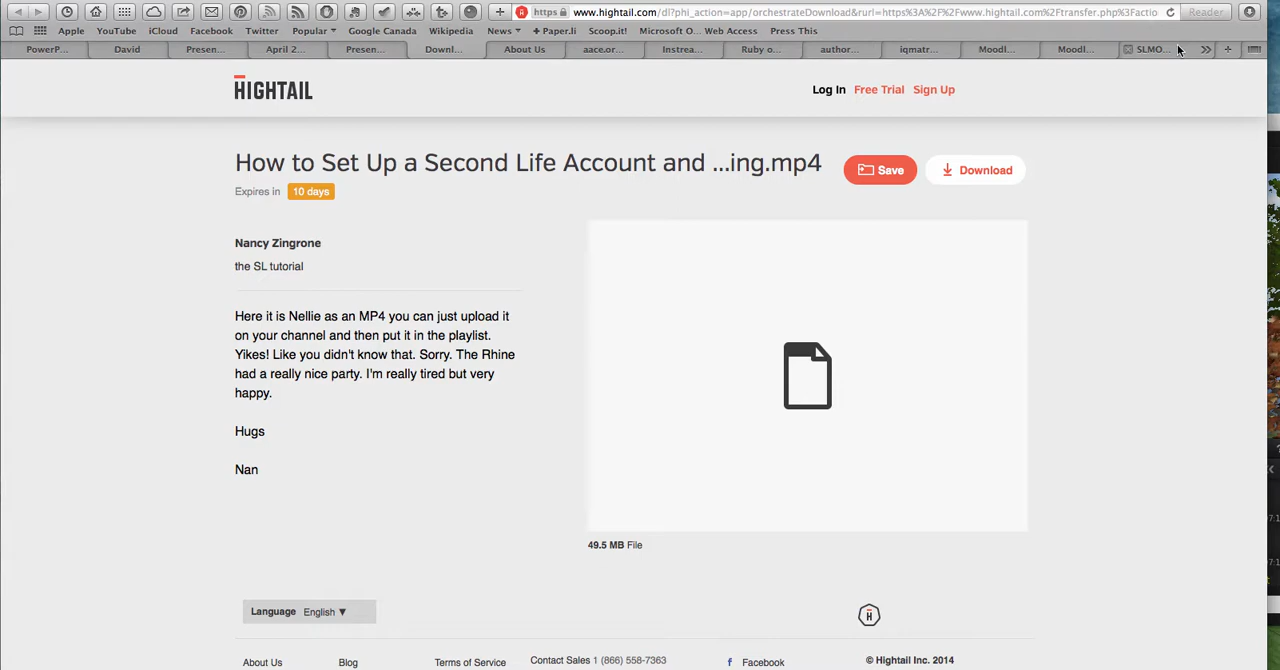 https www.hightail.com/dl?phi_action=app/orchestrateDownload&rurl=https%3A%2F%2Fwww.hightail.com%2Ftransfer.php%3Factio Reader
Apple YouTube iCloud Facebook Twitter Popular ▼ Google Canada Wikipedia News ▼ + Paper.li Scoop.it! Microsoft O... Web Access Press This
PowerP... David Presen... April 2... Presen... Downl... About Us aace.or... Instrea... Ruby o... author... iqmatr... Moodl... Moodl... SLMO... >> +
HIGHTAIL
Log In Free Trial Sign Up
How to Set Up a Second Life Account and ...ing.mp4
Save
Download
Expires in 10 days
Nancy Zingrone
the SL tutorial
Here it is Nellie as an MP4 you can just upload it
on your channel and then put it in the playlist.
Yikes! Like you didn't know that. Sorry. The Rhine
had a really nice party. I'm really tired but very
happy.
Hugs
Nan
49.5 MB File
Language English ▼
H
About Us Blog Terms of Service Contact Sales 1 (866) 558-7363 f Facebook © Hightail Inc. 2014